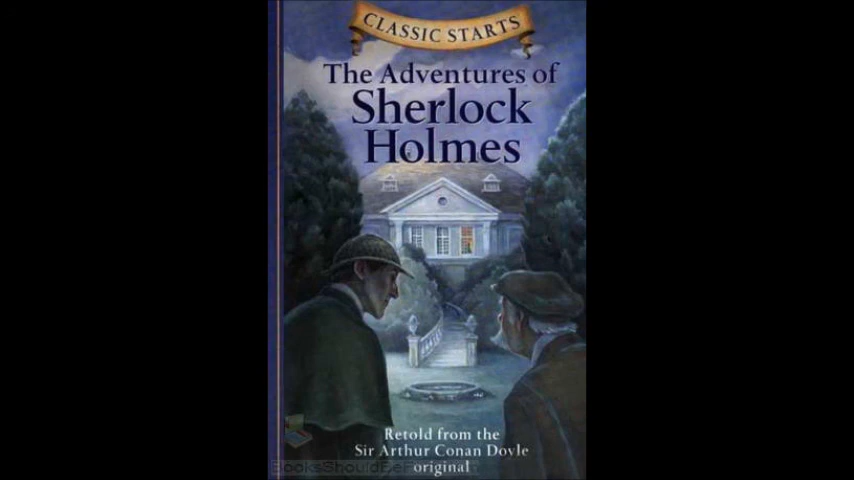 CLASSIC STARTS
The Adventures of
Sherlock
Holmes
Retold from the
Sir Arthur Conan Doyle
original